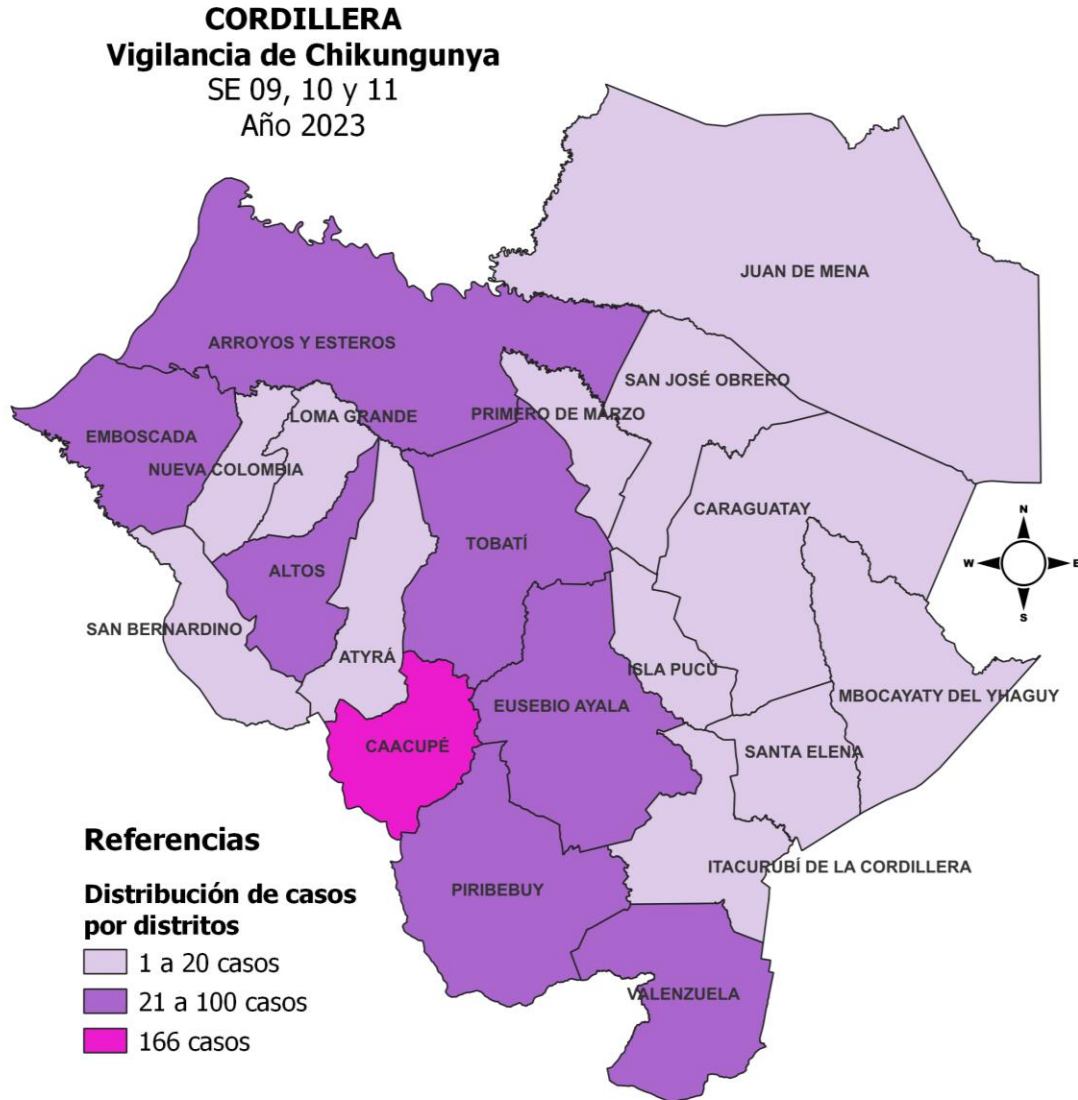 CORDILLERA
Vigilancia de Chikungunya
SE 09, 10 y 11
Año 2023
JUAN DE MENA
ARROYOS Y ESTEROS
SAN JOSÉ OBRERO
PRIMERO DE MARZO
LOMA GRANDE
EMBOSCADA
NUEVA COLOMBIA
CARAGUATAY
TOBATÍ
ALTOS
N
W
E
S
SAN BERNARDINO
ATYRÁ
ISLA PUCÚ
MBOCAYATY DEL YHAGUY
EUSEBIO AYALA
CAACUPÉ
SANTA ELENA
ITACURUBÍ DE LA CORDILLERA
PIRIBEBUY
VALENZUELA
Referencias
Distribución de casos
por distritos
1 a 20 casos
21 a 100 casos
166 casos